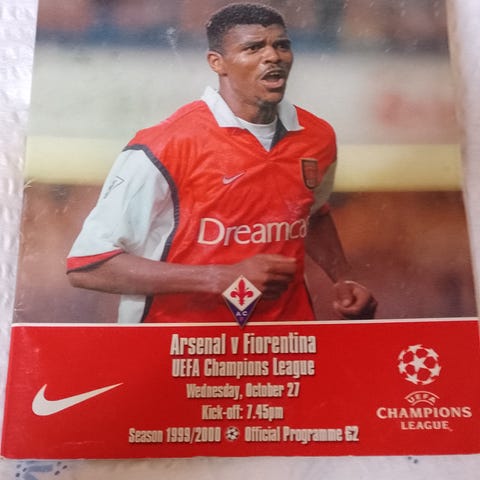 Dreamca
A C
Arsenal v Fiorentina
UEFA Champions League
Wednesday, October 27
Kick-off: 7.45pm
Season 1999/2000 Official Programme £2
UEFA
CHAMPIONS
LEAGUE